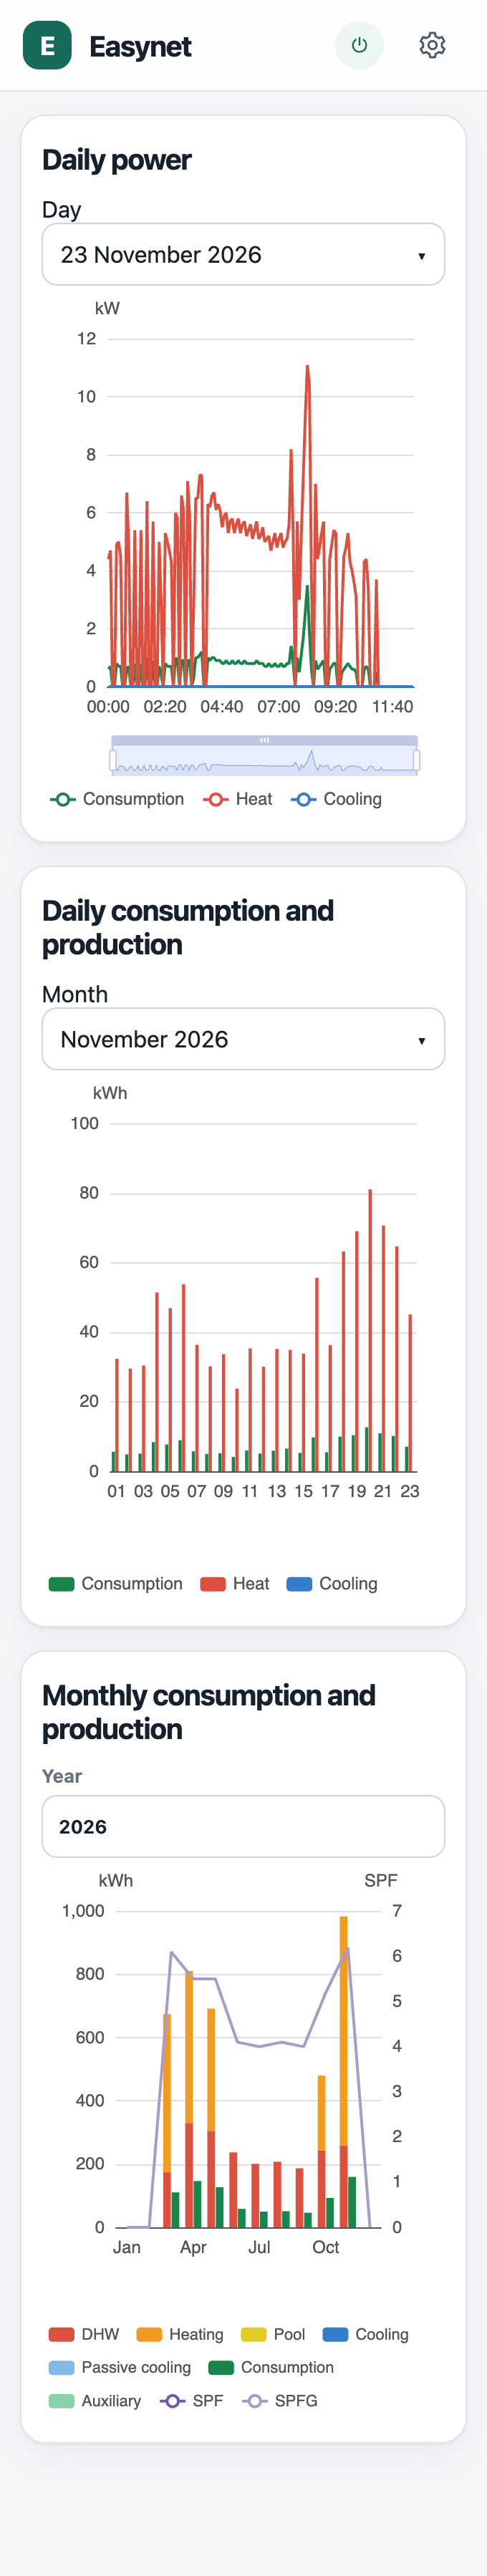 E Easynet
Daily power
Day
23 November 2026
kW
12
10
8
6
4
2
0
00:00 02:20 04:40 07:00 09:20 11:40
Consumption Heat Cooling
Daily consumption and
production
Month
November 2026
kWh
100
80
60
40
20
0
01 03 05 07 09 11 13 15 17 19 21 23
Consumption Heat Cooling
Monthly consumption and
production
Year
2026
kWh SPF
1,000 7
6
800
5
600
4
3
400
2
200
1
0 0
Jan Apr Jul Oct
DHW Heating Pool Cooling
Passive cooling Consumption
Auxiliary SPF SPFG